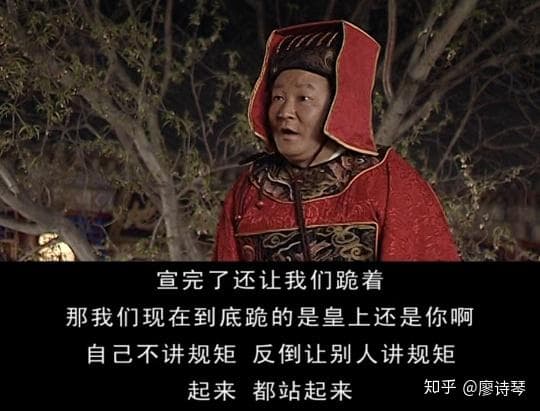 宣完了还让我们跪着
那我们现在到底跪的是皇上还是你啊
自己不讲规矩 反倒让别人讲规矩
起来 都站起来
知乎 @廖诗琴